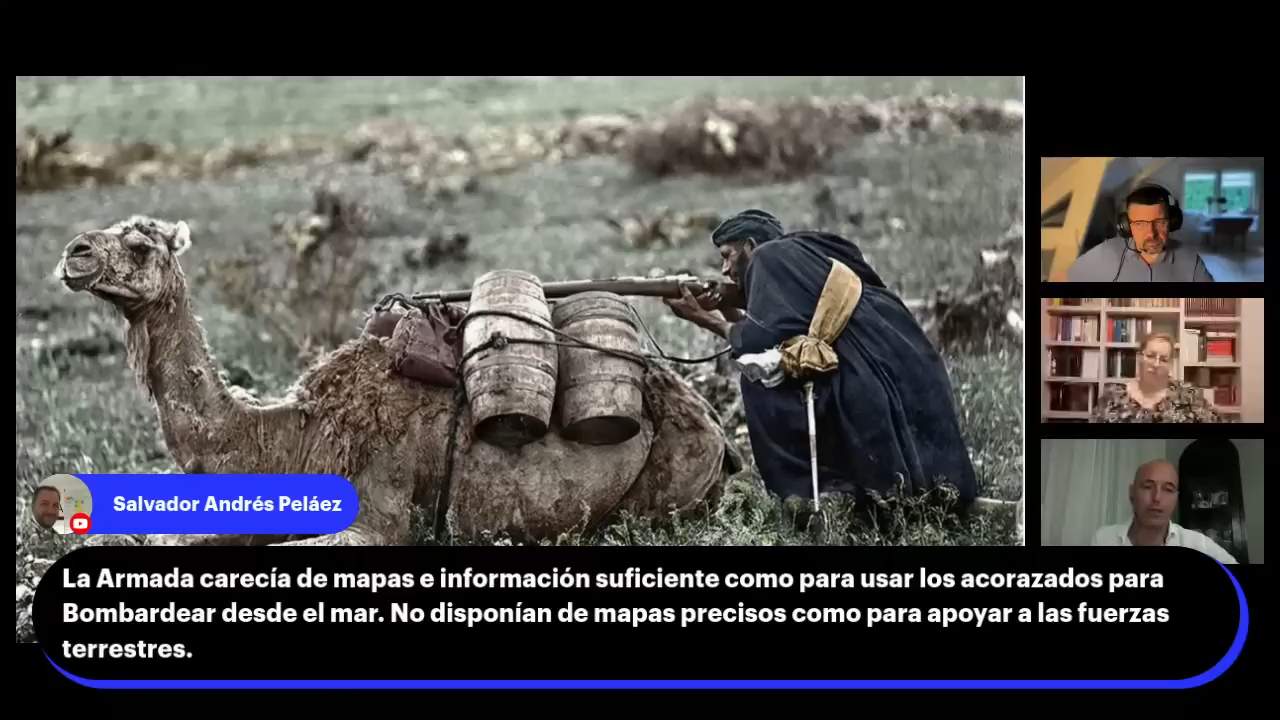 Salvador Andrés Peláez
La Armada carecía de mapas e información suficiente como para usar los acorazados para
Bombardear desde el mar. No disponían de mapas precisos como para apoyar a las fuerzas
terrestres.